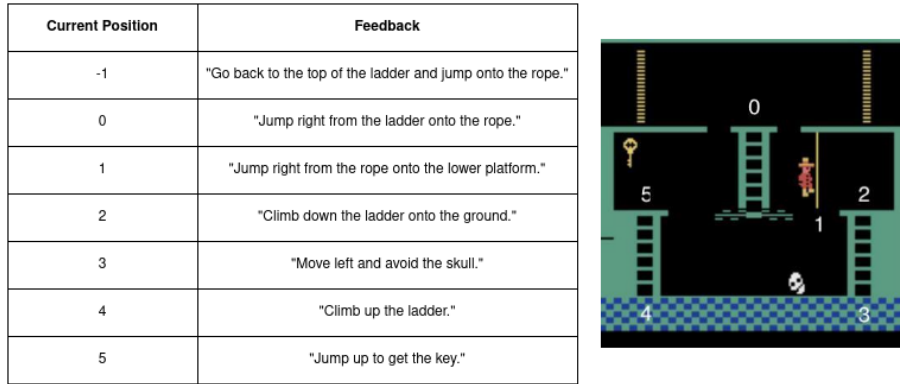 Current Position Feedback
-1 "Go back to the top of the ladder and jump onto the rope."
0 "Jump right from the ladder onto the rope."
1 "Jump right from the rope onto the lower platform."
2 "Climb down the ladder onto the ground."
3 "Move left and avoid the skull."
4 "Climb up the ladder."
5 "Jump up to get the key."
0
5 2
1
4 3